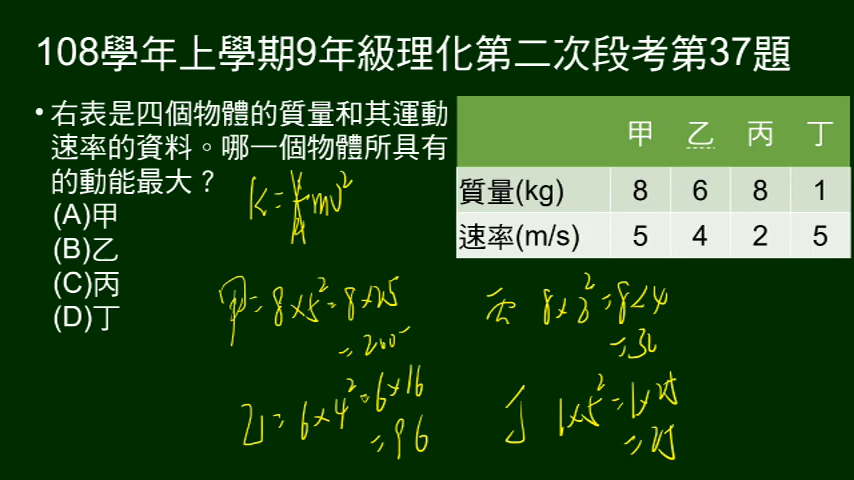 108學年上學期9年級理化第二次段考第37題
•右表是四個物體的質量和其運動
速率的資料。哪一個物體所具有
的動能最大？
(A)甲
(B)乙
(C)丙
(D)丁
甲 乙 丙 丁
質量(kg) 8 6 8 1
速率(m/s) 5 4 2 5
甲=8×5²=8×25
=200
乙=6×4²=6×16
=96
丙 8×2²=8×4
丁 1×5²=1×25
=25